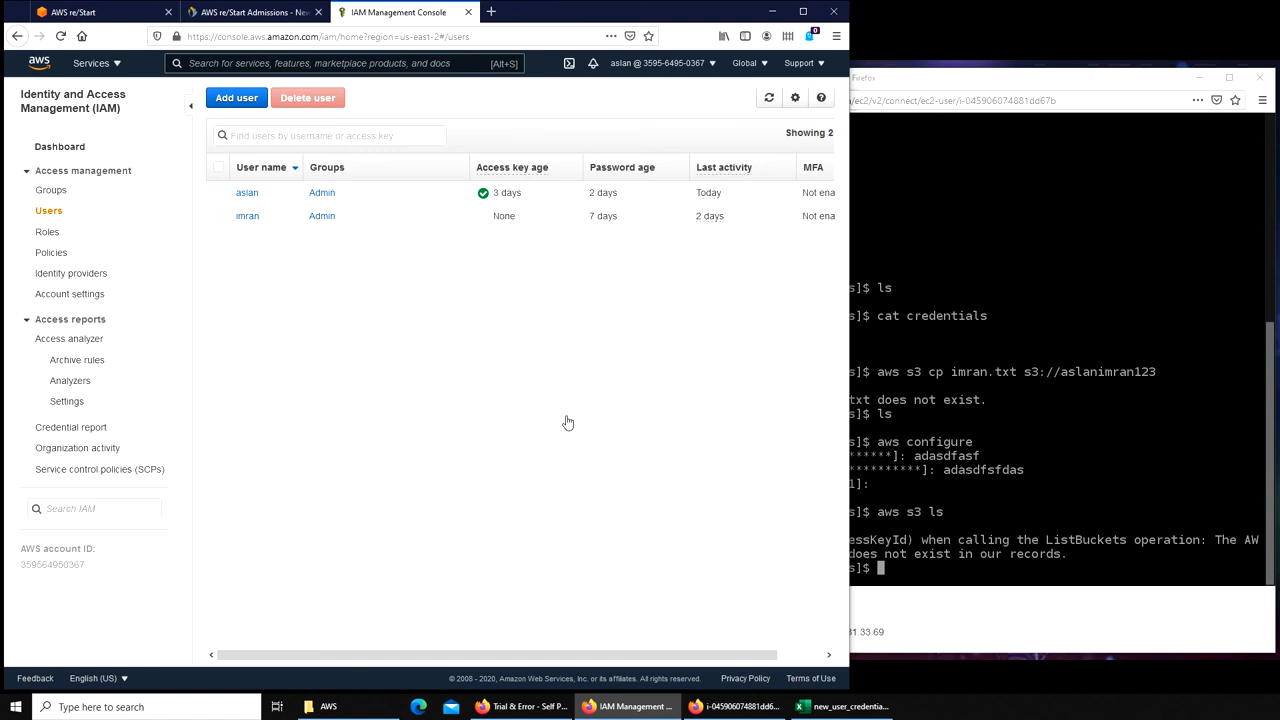 AWS re/Start
AWS re/Start Admissions - New
IAM Management Console
https://console.aws.amazon.com/iam/home?region=us-east-2#/users
aws
Services
Search for services, features, marketplace products, and docs
[Alt+S]
aslan @ 3595-6495-0367
Global
Support
Identity and Access
Management (IAM)
Dashboard
Access management
Groups
Users
Roles
Policies
Identity providers
Account settings
Access reports
Access analyzer
Archive rules
Analyzers
Settings
Credential report
Organization activity
Service control policies (SCPs)
Search IAM
AWS account ID:
359564950367
Add user
Delete user
Find users by username or access key
Showing 2
User name Groups Access key age Password age Last activity MFA
aslan Admin 3 days 2 days Today Not ena
imran Admin None 7 days 2 days Not ena
Feedback
English (US)
© 2008 - 2020, Amazon Web Services, Inc. or its affiliates. All rights reserved.
Privacy Policy
Terms of Use
Firefox
/ec2/v2/connect/ec2-user/i-045906074881dd67b
s]$ ls
s]$ cat credentials
s]$ aws s3 cp imran.txt s3://aslanimran123
txt does not exist.
s]$ ls
s]$ aws configure
******]: adasdfasf
**********]: adasdfsfdas
1]:
s]$ aws s3 ls
essKeyId) when calling the ListBuckets operation: The AW
does not exist in our records.
s]$
31.33.69
Type here to search
AWS
Trial & Error - Self P...
IAM Management ...
i-045906074881dd67b...
new_user_credentia...